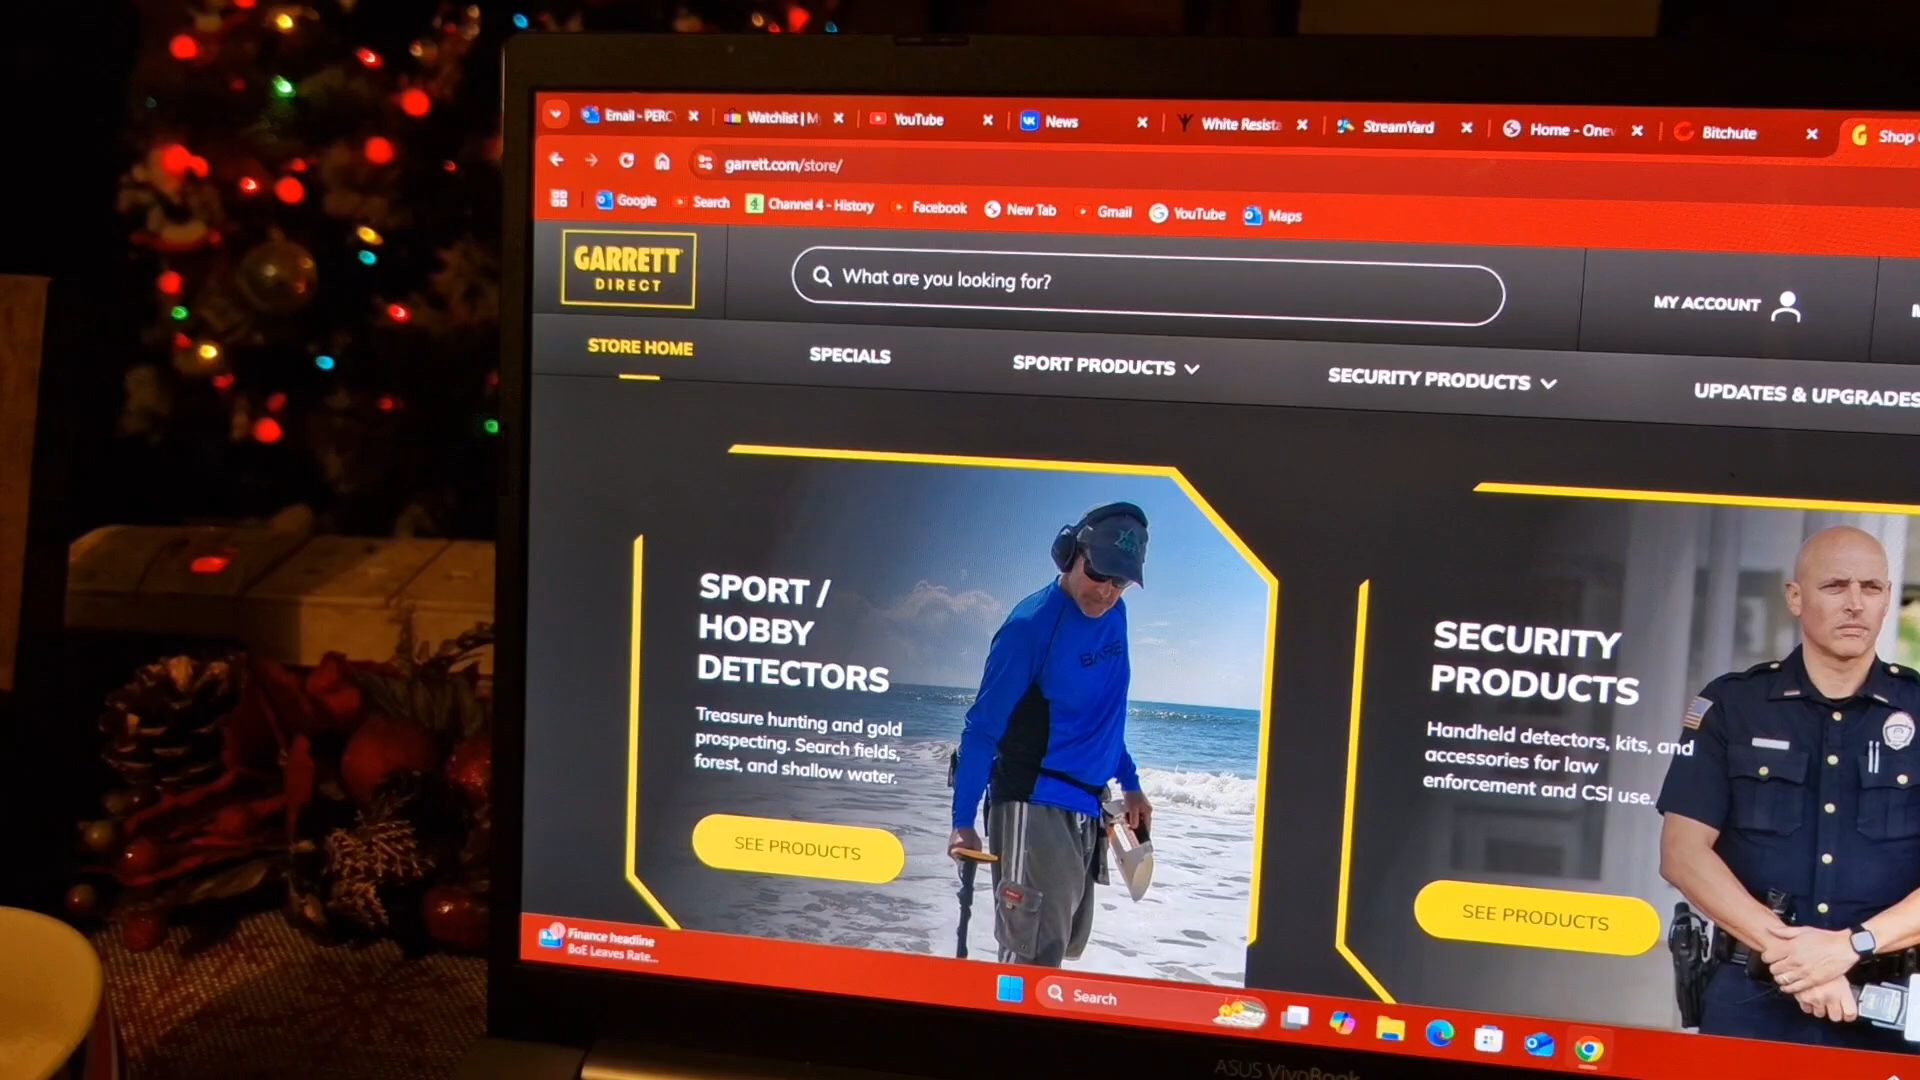 Email - PERC
Watchlist | M
YouTube
News
White Resista
StreamYard
Home - One
Bitchute
Shop
garrett.com/store/
Google
Search
Channel 4 - History
Facebook
New Tab
Gmail
YouTube
Maps
GARRETT
DIRECT
What are you looking for?
MY ACCOUNT
STORE HOME
SPECIALS
SPORT PRODUCTS
SECURITY PRODUCTS
UPDATES & UPGRADES
SPORT /
HOBBY
DETECTORS
Treasure hunting and gold
prospecting. Search fields,
forest, and shallow water.
SEE PRODUCTS
SECURITY
PRODUCTS
Handheld detectors, kits, and
accessories for law
enforcement and CSI use.
SEE PRODUCTS
Finance headline
BoE Leaves Rate...
Search
ASUS VivoBook